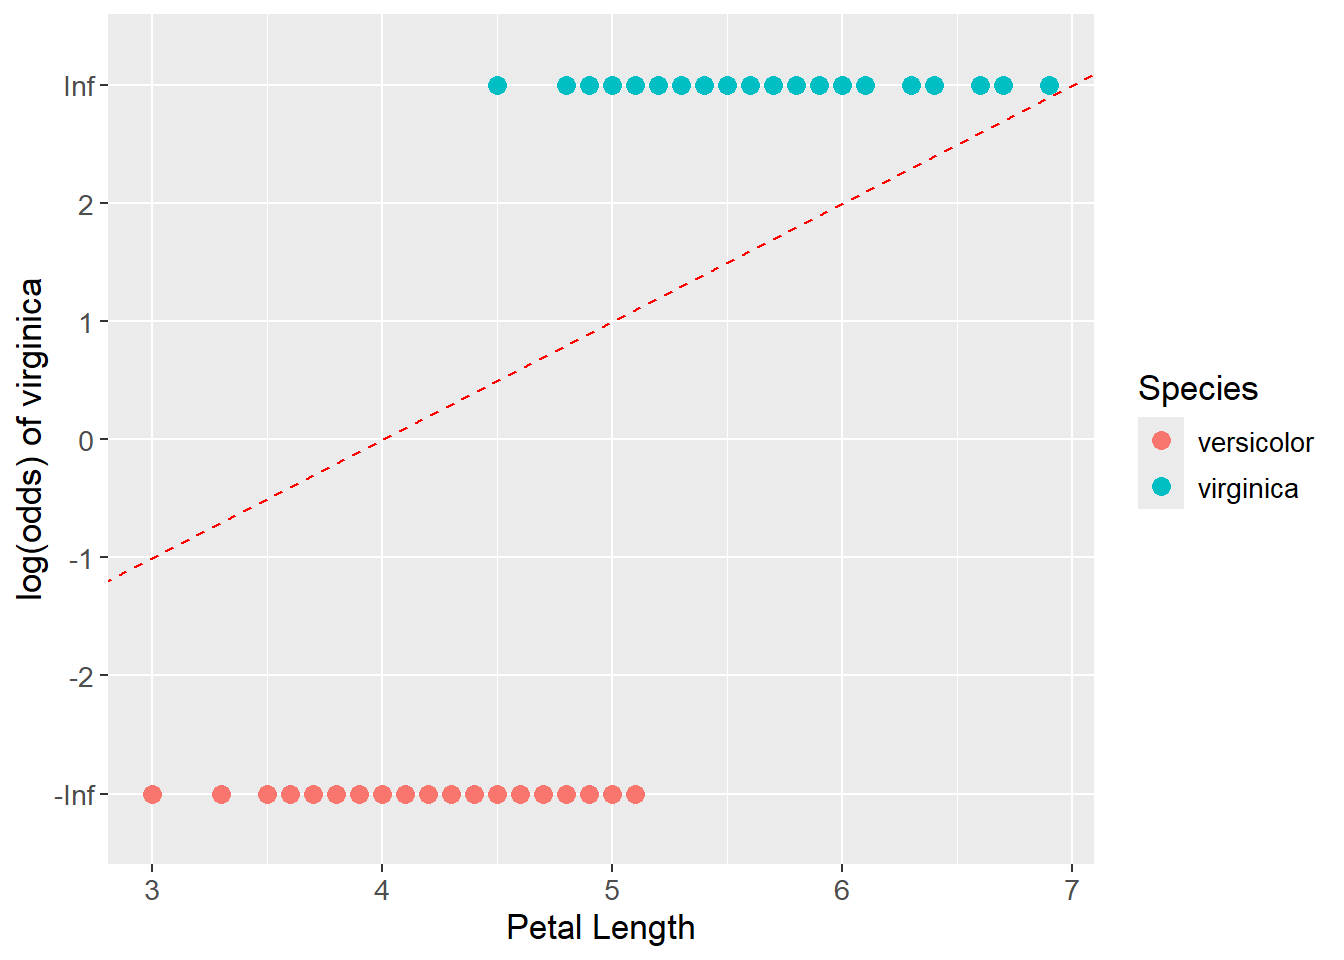 log(odds) of virginica
Inf
2
1
0
-1
-2
-Inf
3 4 5 6 7
Petal Length
Species
versicolor
virginica